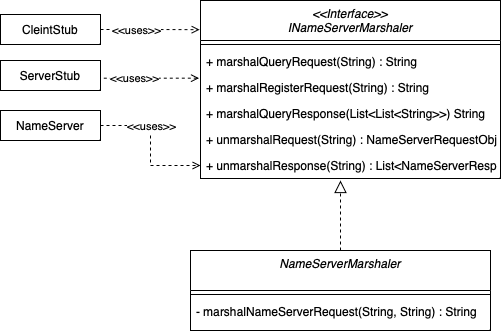 CleintStub
<<uses>>
ServerStub
<<uses>>
NameServer
<<uses>>
<<Interface>>
INameServerMarshaler
+ marshalQueryRequest(String) : String
+ marshalRegisterRequest(String) : String
+ marshalQueryResponse(List<List<String>>) String
+ unmarshalRequest(String) : NameServerRequestObj
+ unmarshalResponse(String) : List<NameServerResp
NameServerMarshaler
- marshalNameServerRequest(String, String) : String